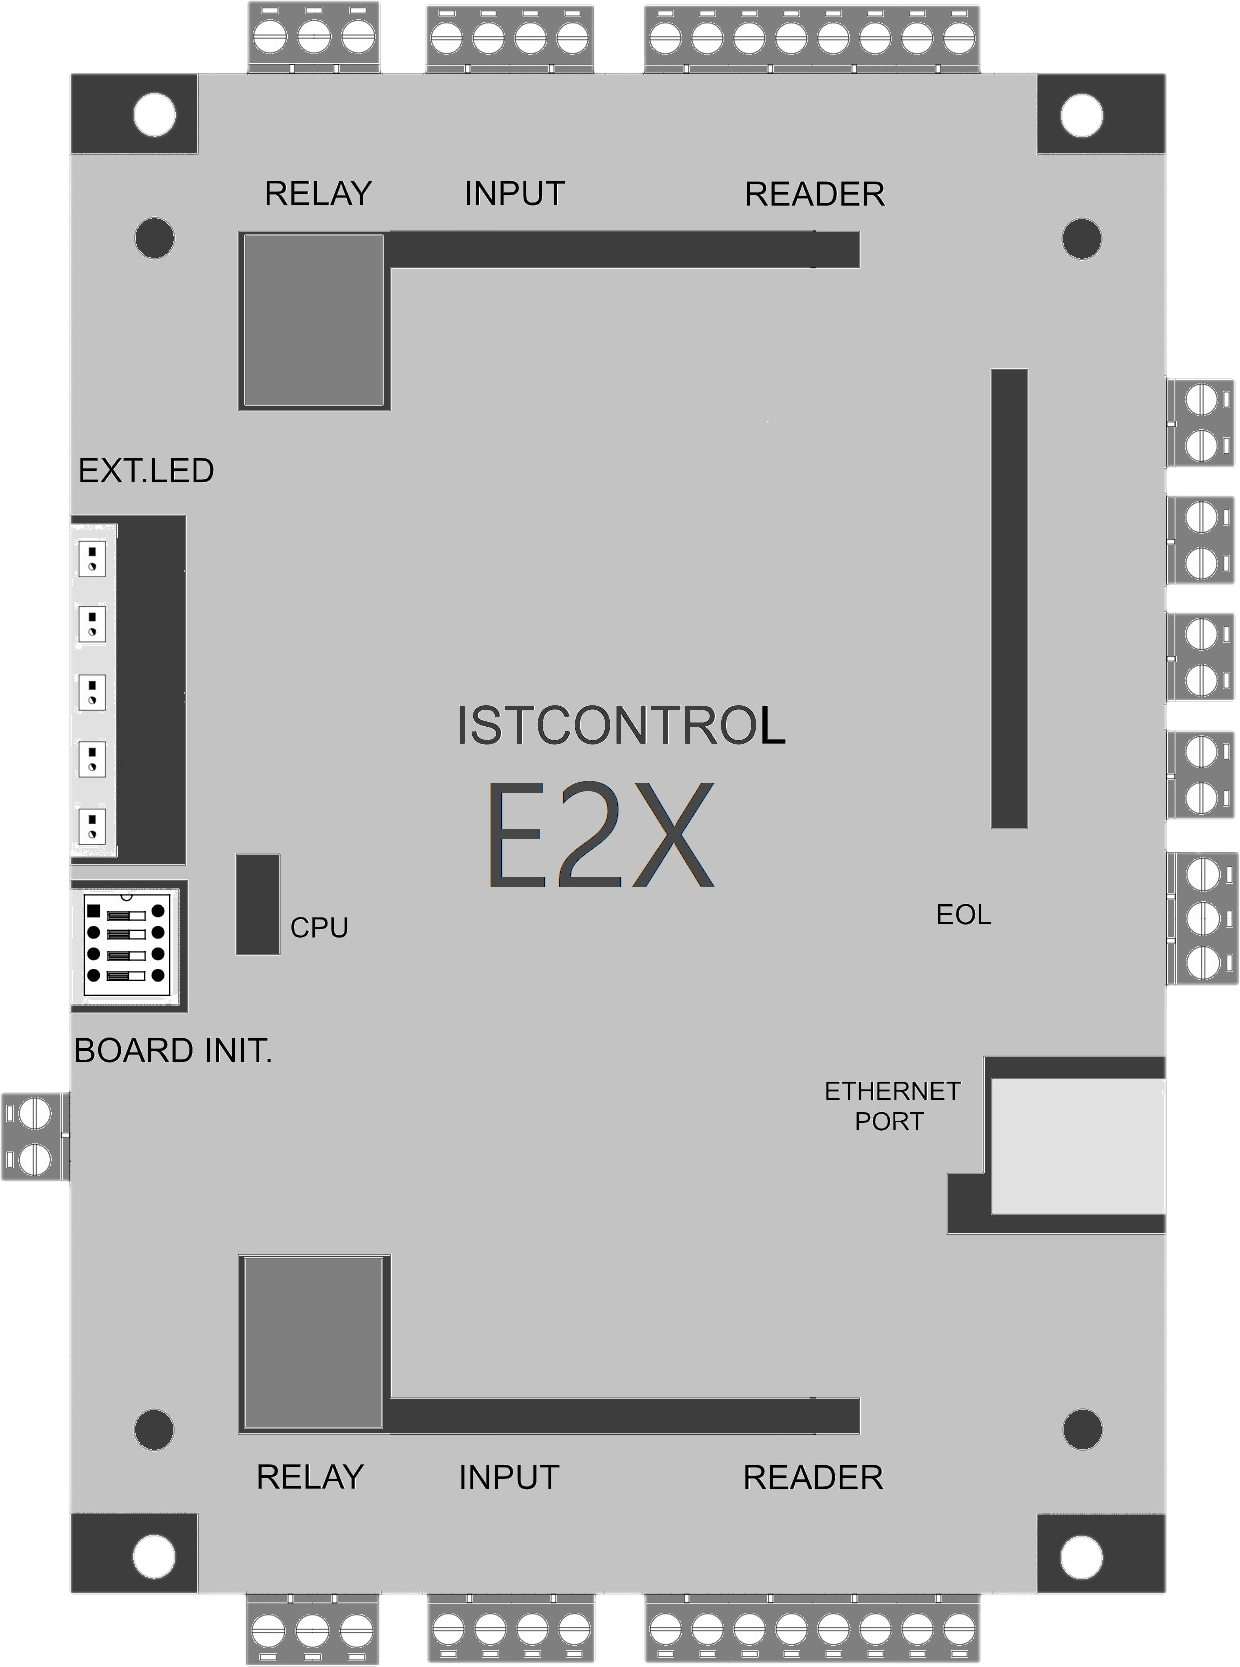 RELAY INPUT READER
EXT.LED
ISTCONTROL
E2X
CPU
EOL
BOARD INIT.
ETHERNET
PORT
RELAY INPUT READER